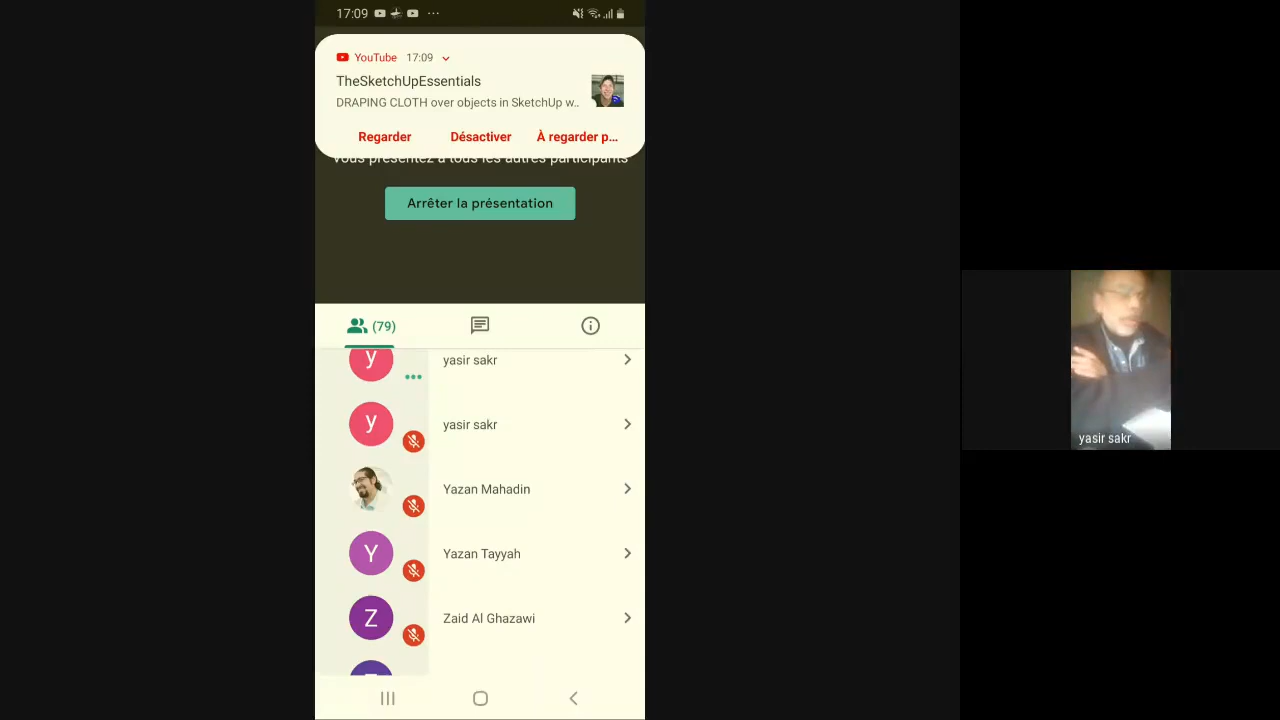 17:09
YouTube 17:09
TheSketchUpEssentials
DRAPING CLOTH over objects in SketchUp w..
Regarder Désactiver À regarder p...
Vous présentez à tous les autres participants
Arrêter la présentation
(79)
y yasir sakr
y yasir sakr
Yazan Mahadin
Y Yazan Tayyah
Z Zaid Al Ghazawi
yasir sakr